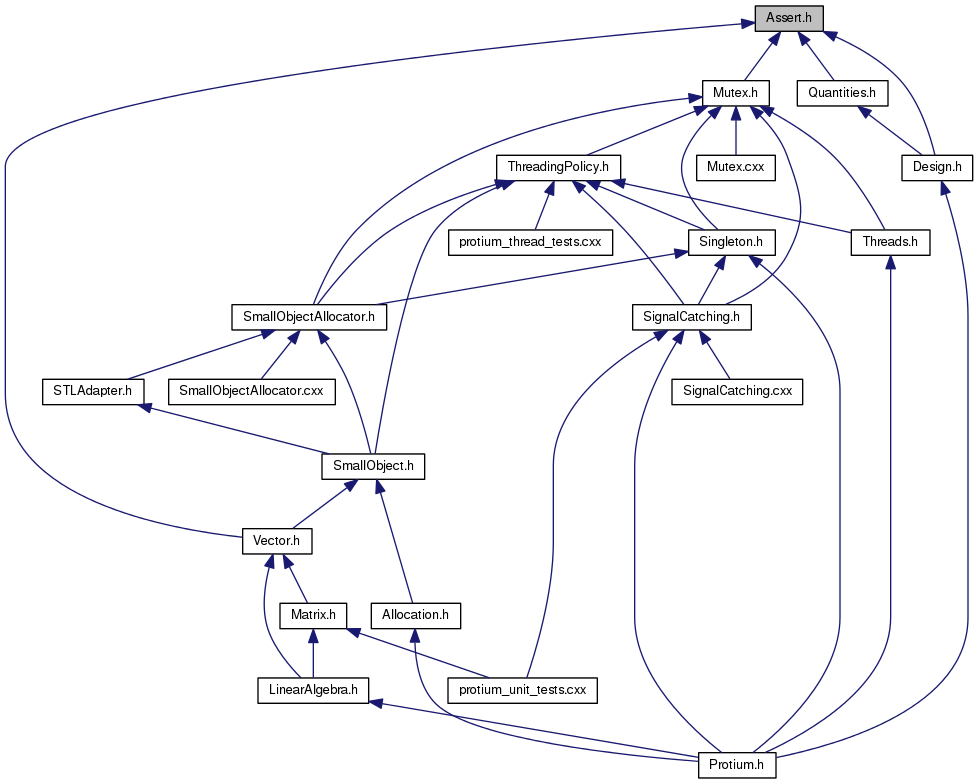 Assert.h
Mutex.h
Quantities.h
ThreadingPolicy.h
Mutex.cxx
Design.h
protium_thread_tests.cxx
Singleton.h
Threads.h
SmallObjectAllocator.h
SignalCatching.h
STLAdapter.h
SmallObjectAllocator.cxx
SignalCatching.cxx
SmallObject.h
Vector.h
Matrix.h
Allocation.h
LinearAlgebra.h
protium_unit_tests.cxx
Protium.h